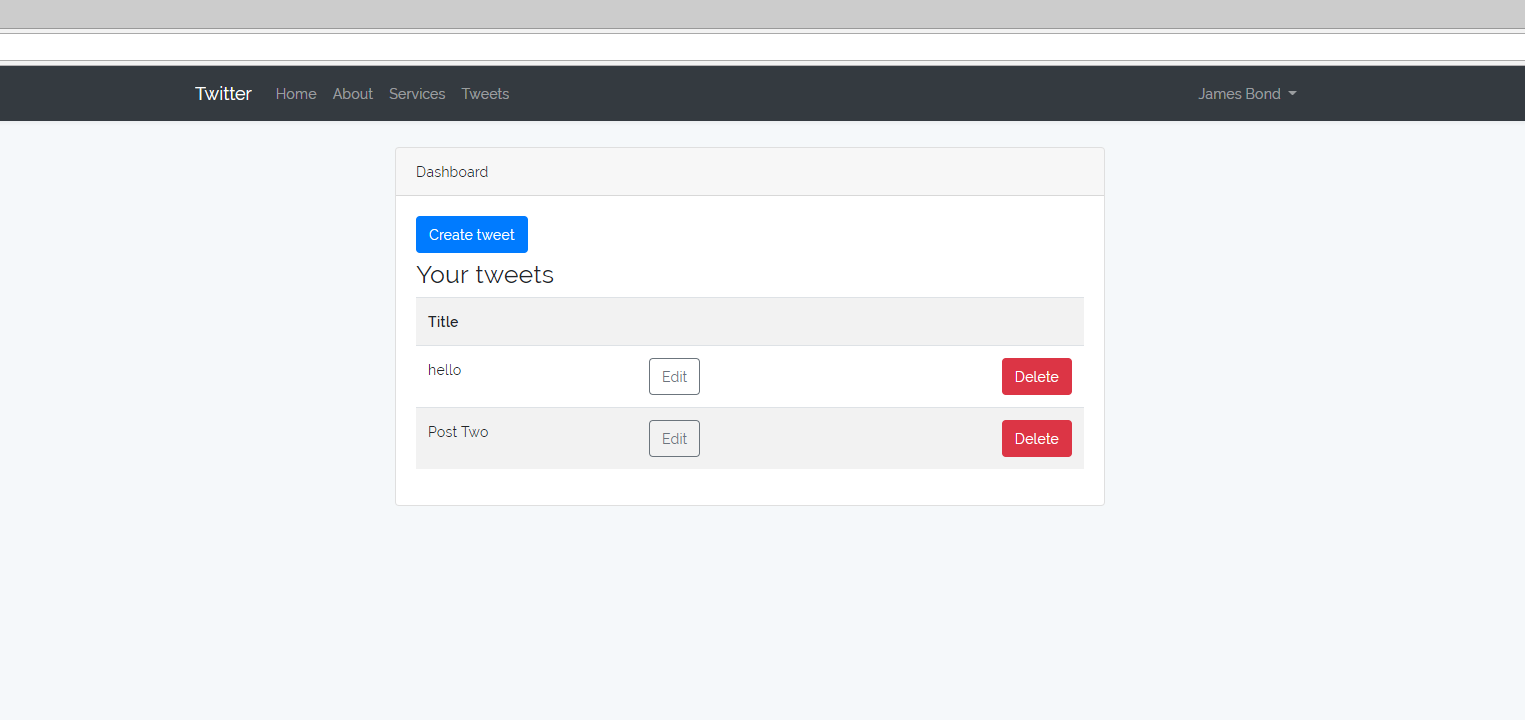 Twitter Home About Services Tweets James Bond
Dashboard
Create tweet
Your tweets
Title
hello Edit Delete
Post Two Edit Delete